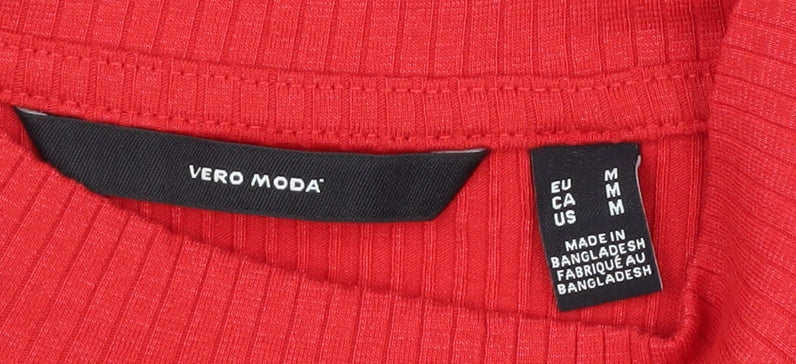 VERO MODA
EU M
CA M
US M
MADE IN
BANGLADESH
FABRIQUÉ AU
BANGLADESH